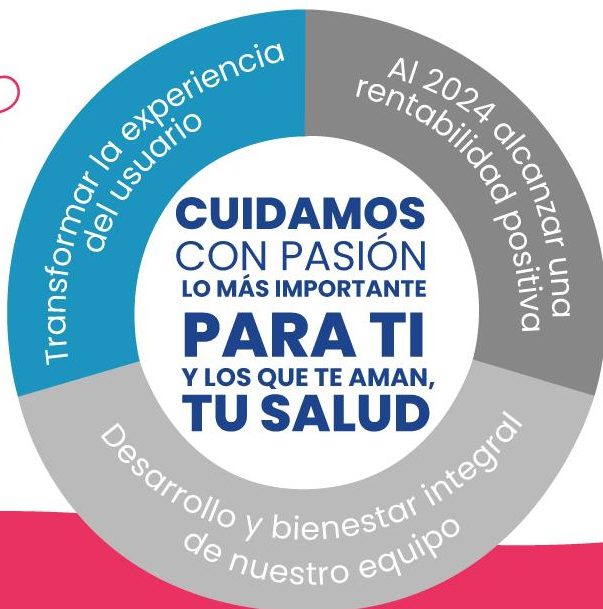 Transformar la experiencia
del usuario
Al 2024 alcanzar una
rentabilidad positiva
CUIDAMOS
CON PASIÓN
LO MÁS IMPORTANTE
PARA TI
Y LOS QUE TE AMAN,
TU SALUD
Desarrollo y bienestar integral
de nuestro equipo